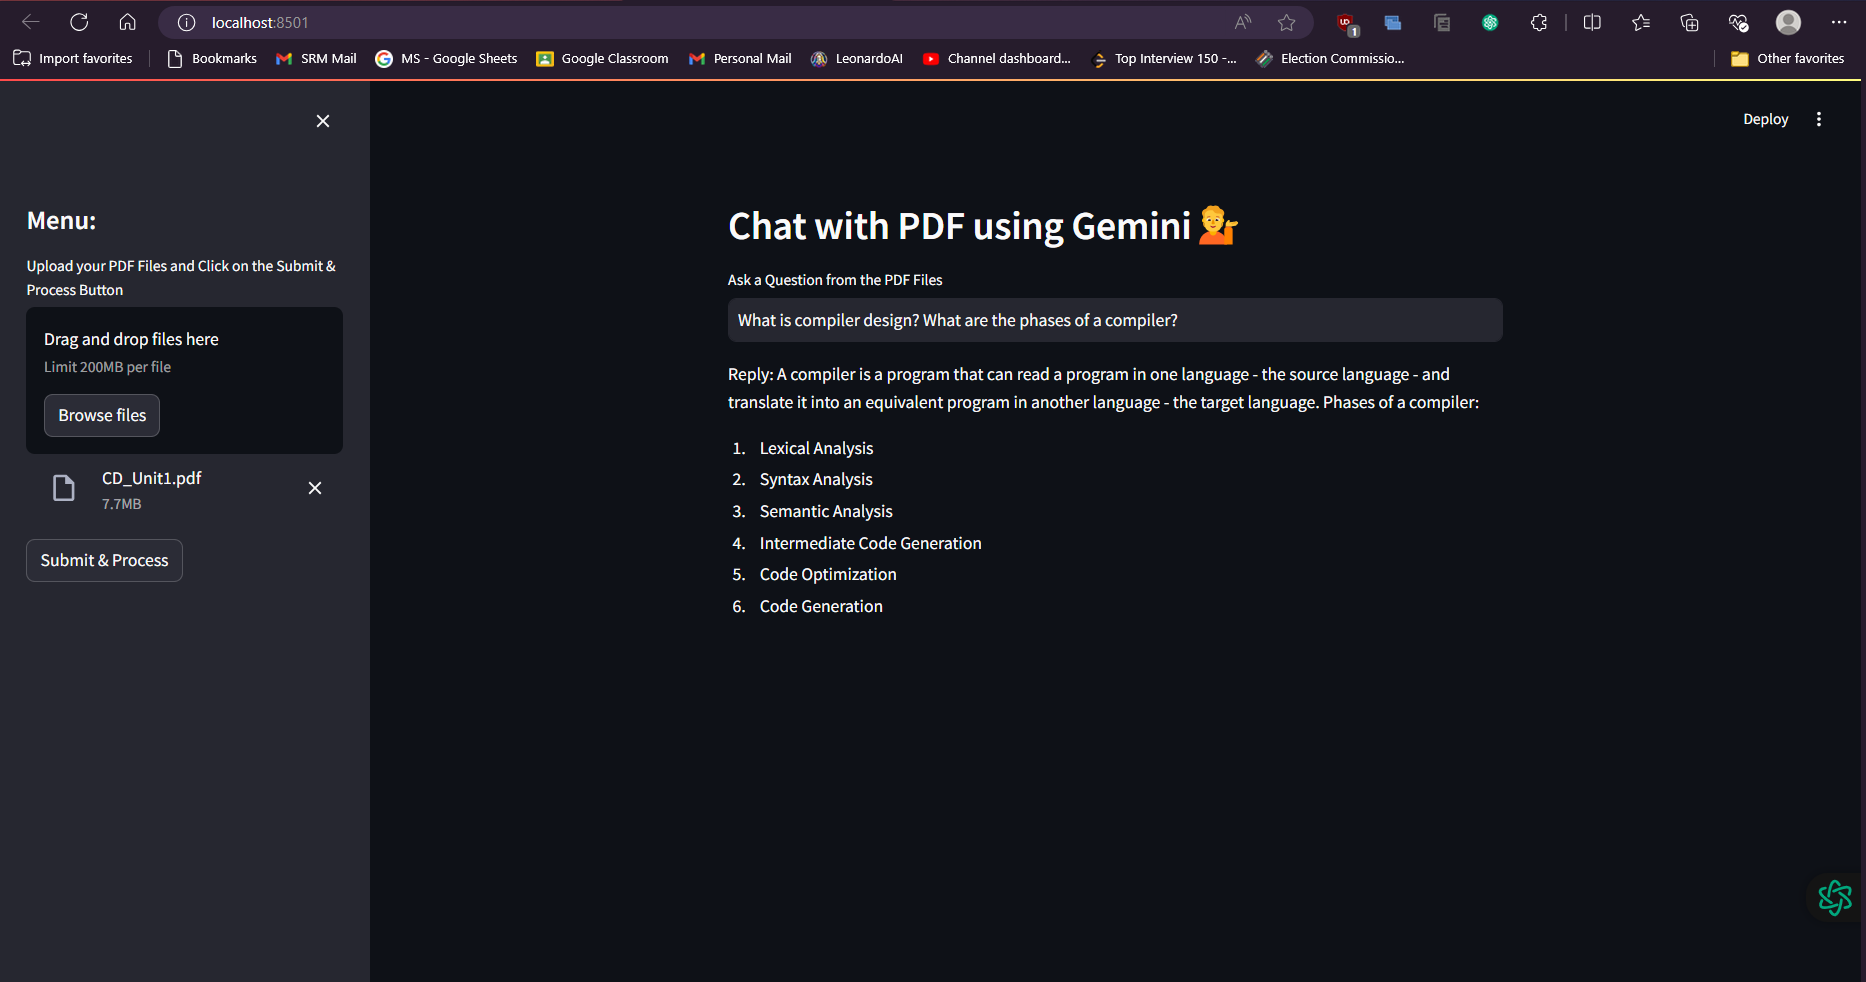 localhost:8501
1
Import favorites
Bookmarks
SRM Mail
MS - Google Sheets
Google Classroom
Personal Mail
LeonardoAI
Channel dashboard...
Top Interview 150 -...
Election Commissio...
Other favorites
Deploy
Menu:
Upload your PDF Files and Click on the Submit &
Process Button
Drag and drop files here
Limit 200MB per file
Browse files
CD_Unit1.pdf
7.7MB
Submit & Process
Chat with PDF using Gemini
Ask a Question from the PDF Files
What is compiler design? What are the phases of a compiler?
Reply: A compiler is a program that can read a program in one language - the source language - and
translate it into an equivalent program in another language - the target language. Phases of a compiler:
1. Lexical Analysis
2. Syntax Analysis
3. Semantic Analysis
4. Intermediate Code Generation
5. Code Optimization
6. Code Generation